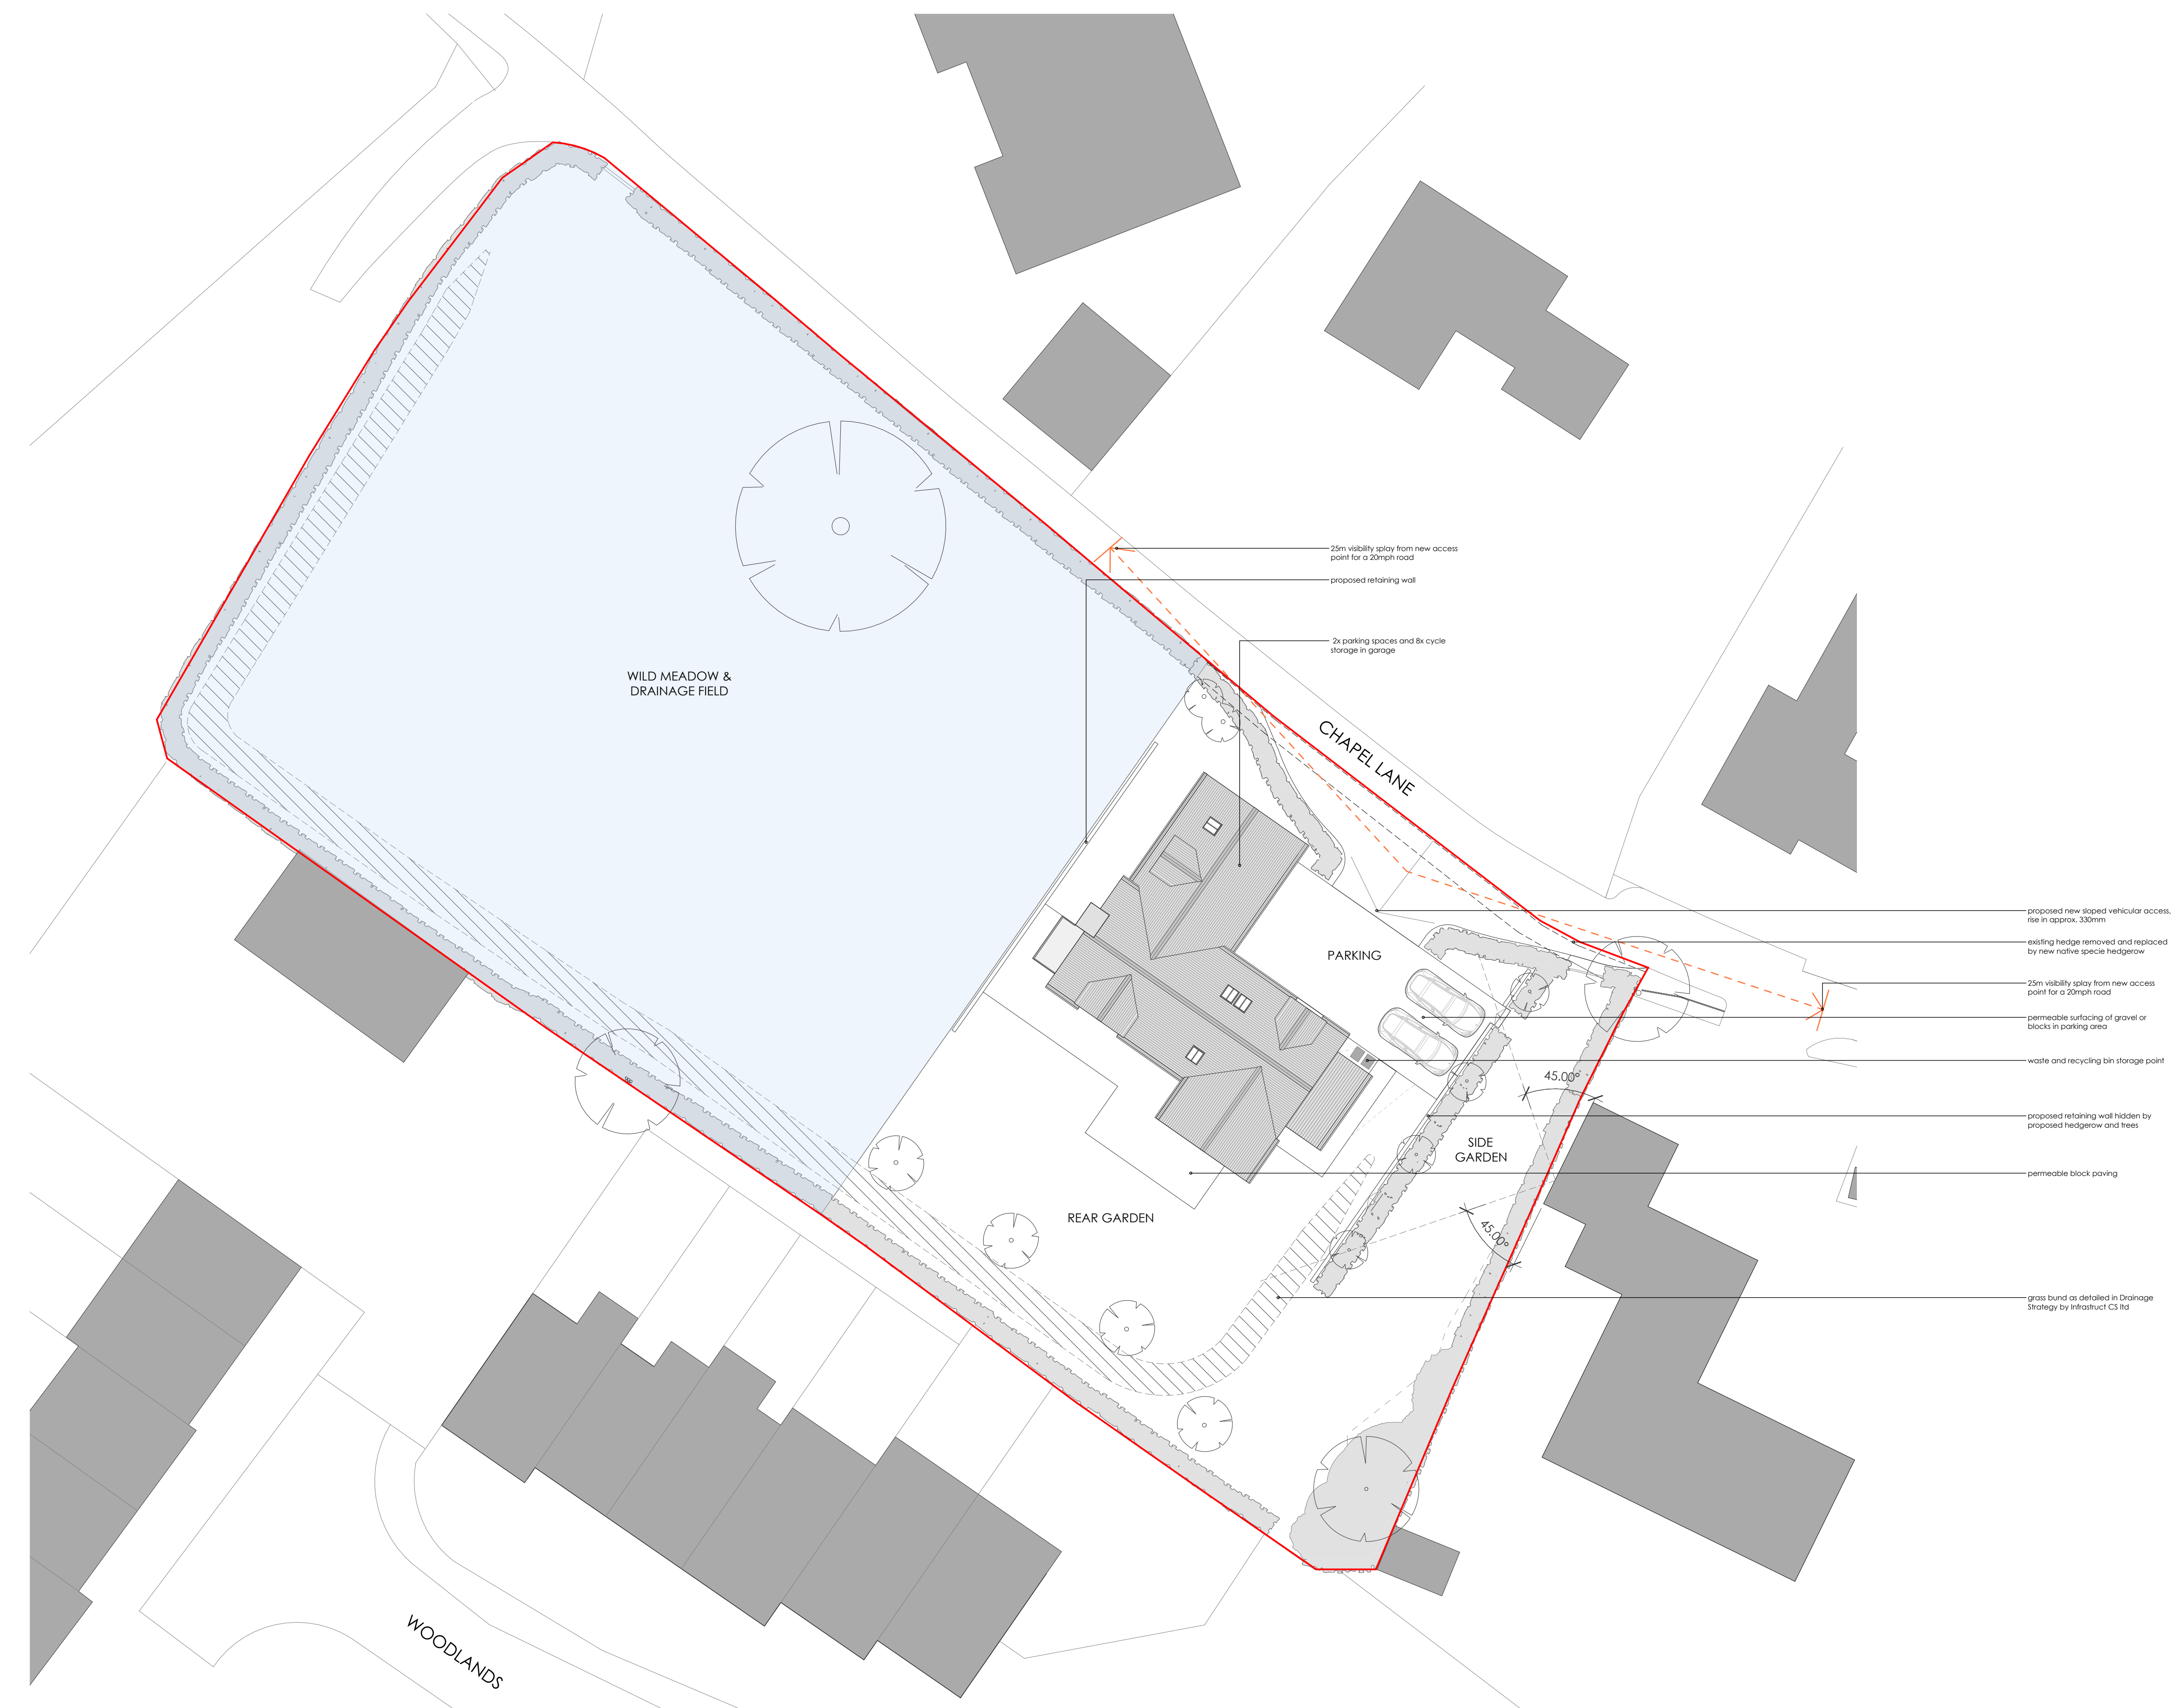 25m visibility splay from new access
point for a 20mph road
proposed retaining wall
2x parking spaces and 8x cycle
storage in garage
WILD MEADOW &
DRAINAGE FIELD
CHAPEL LANE
proposed new sloped vehicular access,
rise in approx. 330mm
existing hedge removed and replaced
by new native specie hedgerow
PARKING
25m visibility splay from new access
point for a 20mph road
permeable surfacing of gravel or
blocks in parking area
waste and recycling bin storage point
45.00°
proposed retaining wall hidden by
proposed hedgerow and trees
SIDE
GARDEN
permeable block paving
REAR GARDEN
45.00°
grass bund as detailed in Drainage
Strategy by Infrastruct CS ltd
WOODLANDS